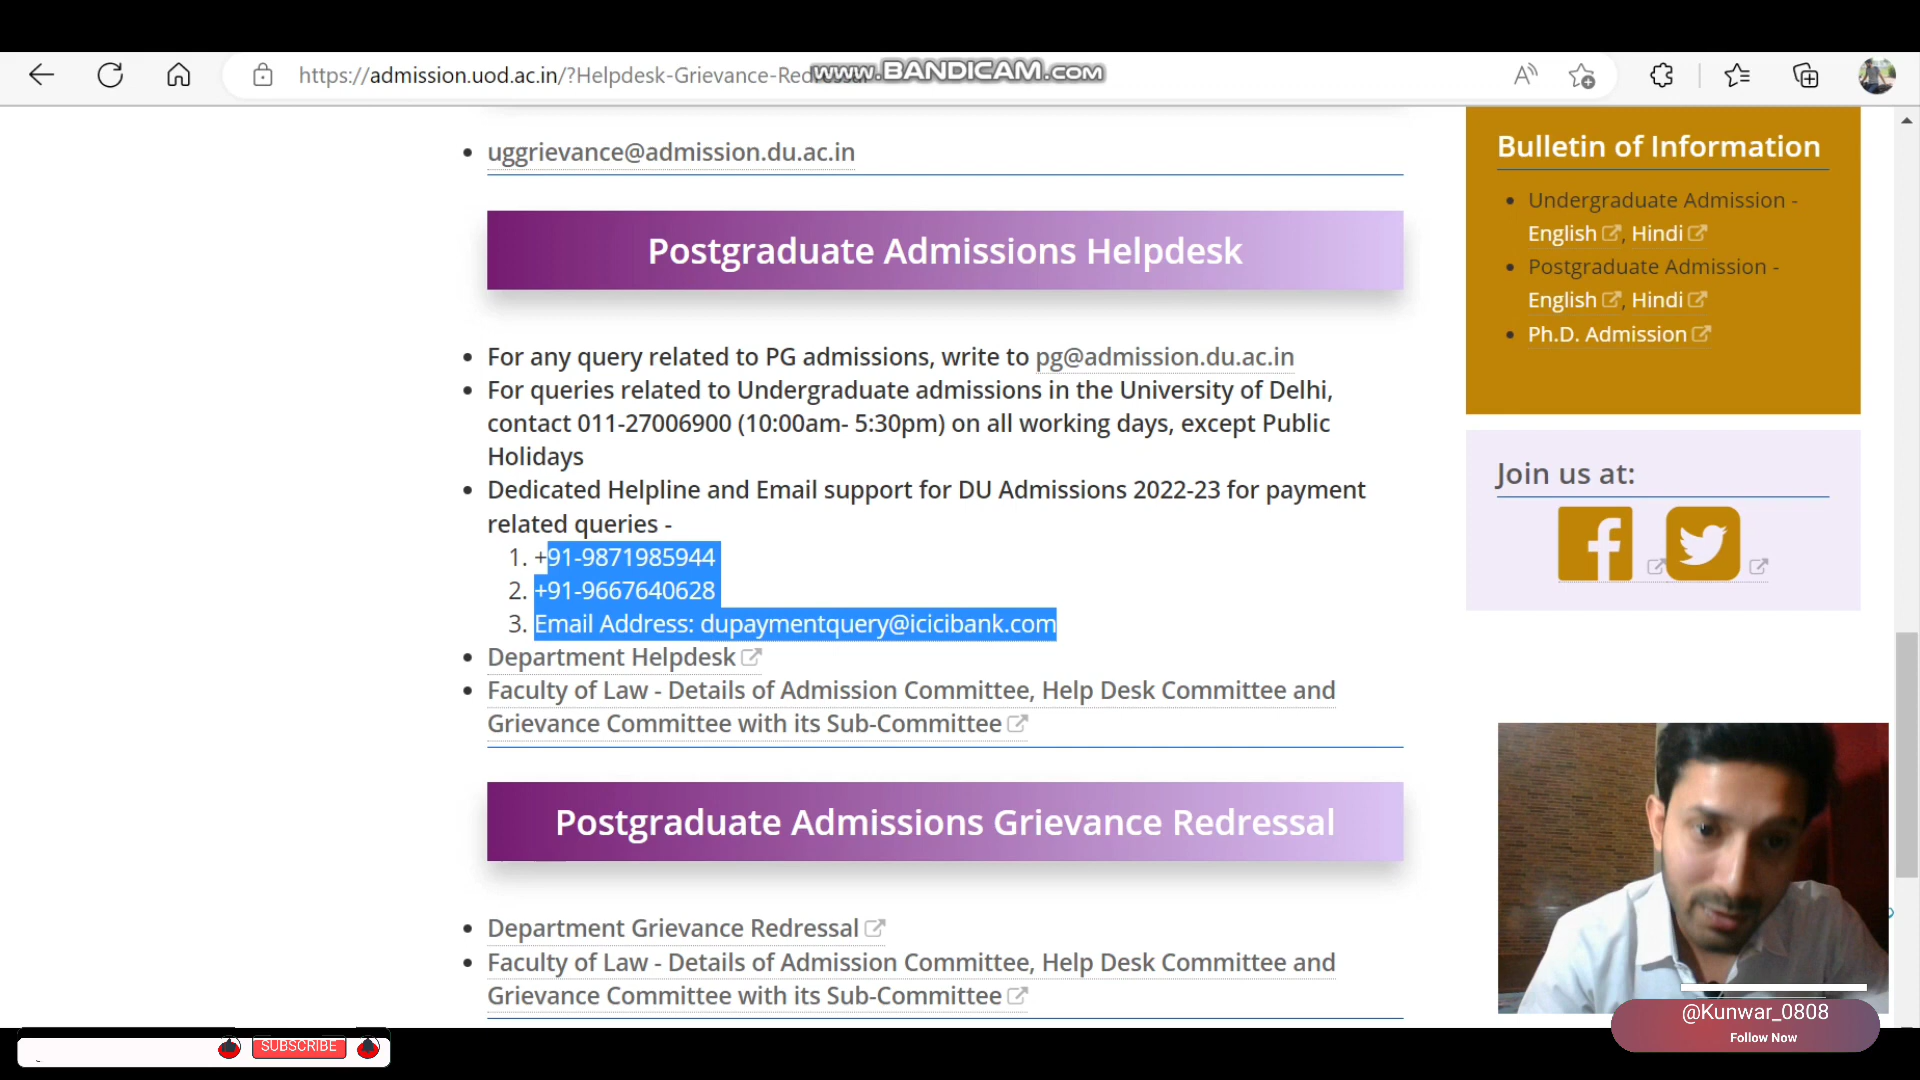 https://admission.uod.ac.in/?Helpdesk-Grievance-Redressal
www.BANDICAM.com
uggrievance@admission.du.ac.in
Postgraduate Admissions Helpdesk
For any query related to PG admissions, write to pg@admission.du.ac.in
For queries related to Undergraduate admissions in the University of Delhi,
contact 011-27006900 (10:00am- 5:30pm) on all working days, except Public
Holidays
Dedicated Helpline and Email support for DU Admissions 2022-23 for payment
related queries -
1. +91-9871985944
2. +91-9667640628
3. Email Address: dupaymentquery@icicibank.com
Department Helpdesk
Faculty of Law - Details of Admission Committee, Help Desk Committee and
Grievance Committee with its Sub-Committee
Postgraduate Admissions Grievance Redressal
Department Grievance Redressal
Faculty of Law - Details of Admission Committee, Help Desk Committee and
Grievance Committee with its Sub-Committee
Bulletin of Information
Undergraduate Admission -
English, Hindi
Postgraduate Admission -
English, Hindi
Ph.D. Admission
Join us at:
SUBSCRIBE
@Kunwar_0808
Follow Now